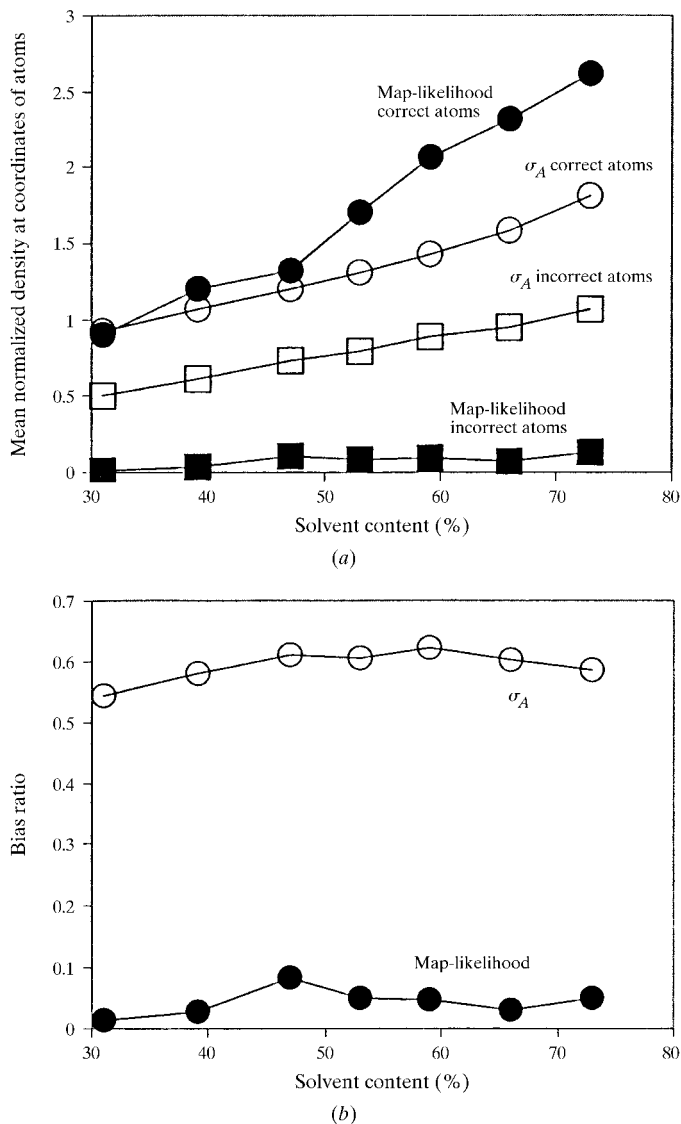 3
2.5
2
1.5
1
0.5
0
Mean normalized density at coordinates of atoms
Map-likelihood
correct atoms
σA correct atoms
σA incorrect atoms
Map-likelihood
incorrect atoms
30 40 50 60 70 80
Solvent content (%)
(a)
0.7
0.6
0.5
0.4
0.3
0.2
0.1
0
Bias ratio
σA
Map-likelihood
30 40 50 60 70 80
Solvent content (%)
(b)